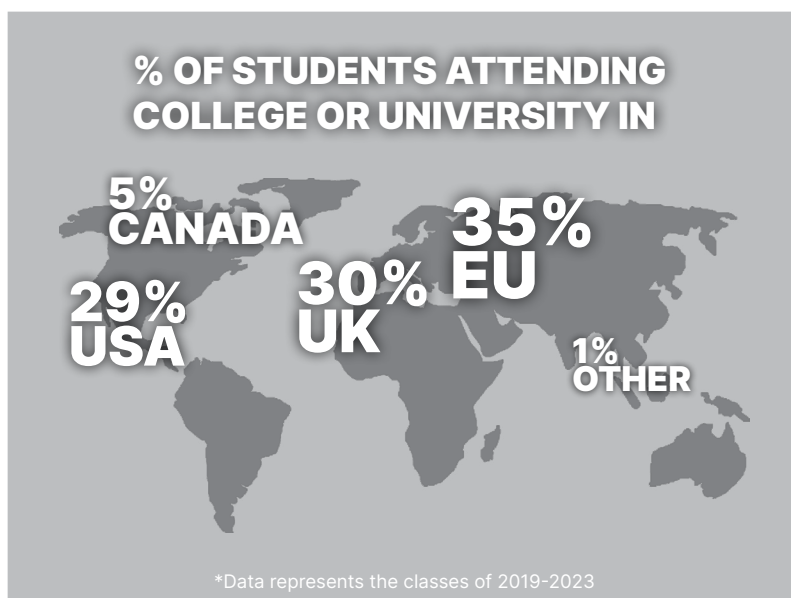 % OF STUDENTS ATTENDING
COLLEGE OR UNIVERSITY IN
5%
CANADA
35%
EU
30%
UK
29%
USA
1%
OTHER
*Data represents the classes of 2019-2023